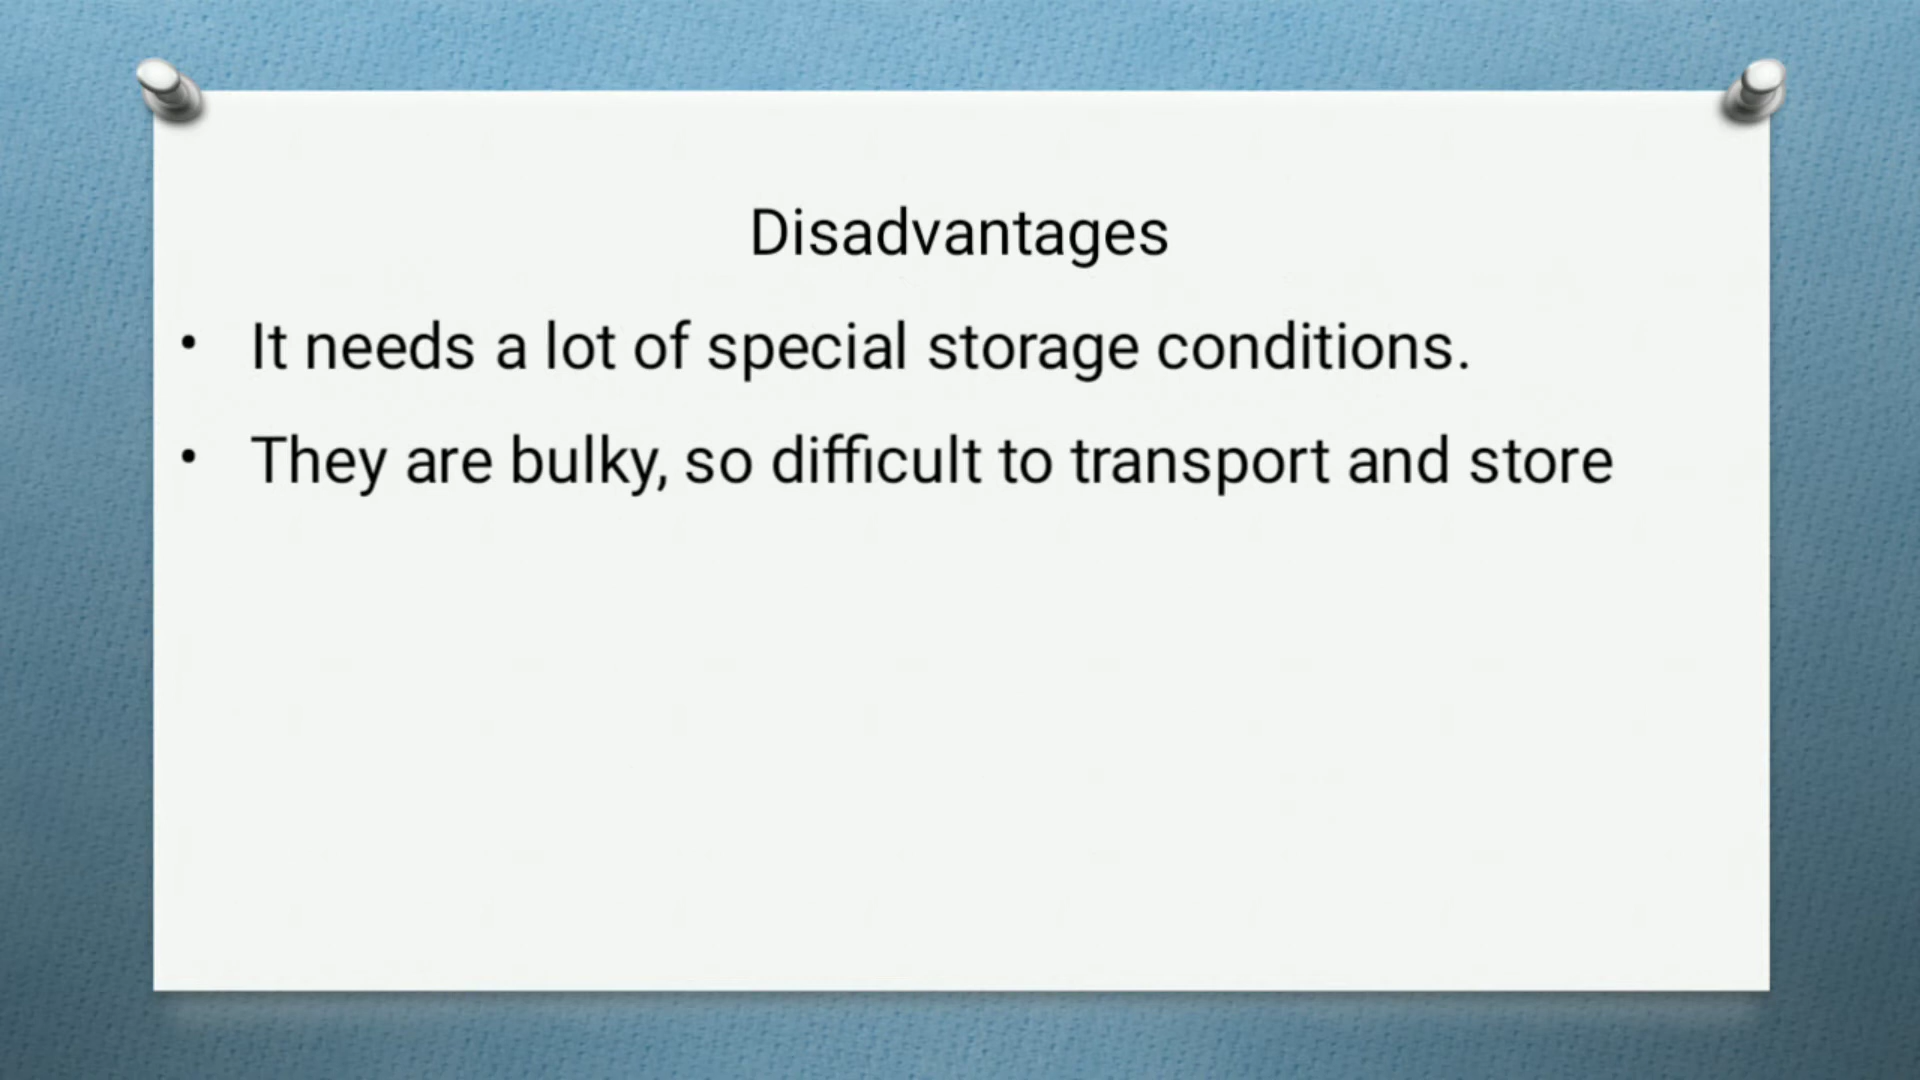 Disadvantages
• It needs a lot of special storage conditions.
• They are bulky, so difficult to transport and store